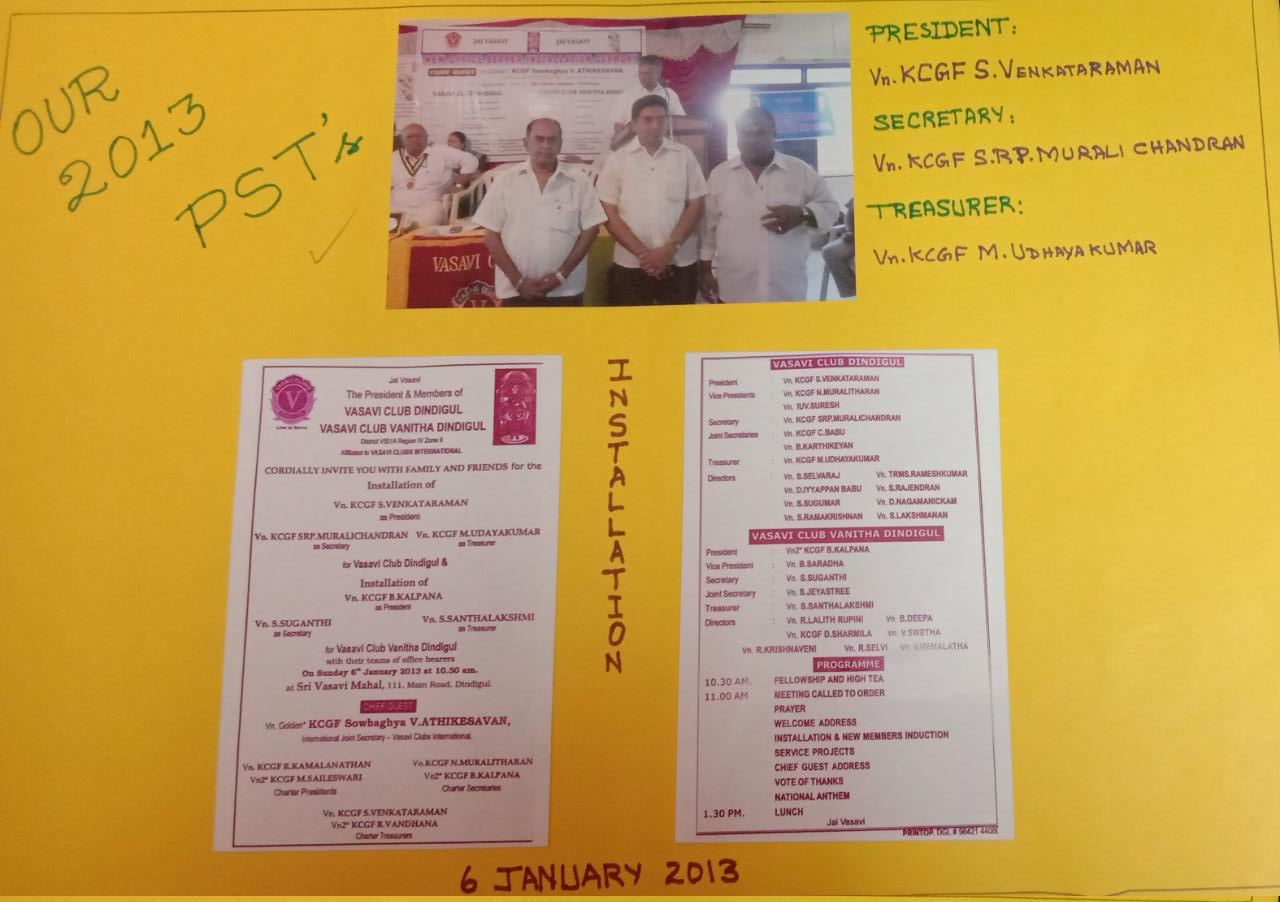 OUR
2013
PST's
JAI VASAVI JAI VASAVI
NEW OFFICE BEARER INSTALLATION CERMONY
CHIEF GUEST KCGF Sowbaghya V. ATHIKESAVAN
VASAVI CLUB VANITHA
VASAVI C
PRESIDENT:
Vn. KCGF S. VENKATARAMAN
SECRETARY:
Vn. KCGF S.RP. MURALI CHANDRAN
TREASURER:
Vn. KCGF M. UDHAYA KUMAR
VASAVI CLUB
V
Live to Serve
Jai Vasavi
The President & Members of
VASAVI CLUB DINDIGUL
VASAVI CLUB VANITHA DINDIGUL
District V501A Region IV Zone II
Affiliated to VASAVI CLUBS INTERNATIONAL
CORDIALLY INVITE YOU WITH FAMILY AND FRIENDS for the
Installation of
Vn. KCGF S.VENKATARAMAN
as President
Vn. KCGF SRP.MURALICHANDRAN Vn. KCGF M.UDAYAKUMAR
as Secretary as Treasurer
for Vasavi Club Dindigul &
Installation of
Vn. KCGF B.KALPANA
as President
Vn. S.SUGANTHI Vn. S.SANTHALAKSHMI
as Secretary as Treasurer
for Vasavi Club Vanitha Dindigul
with their teams of office bearers
On Sunday 6th January 2013 at 10.30 am.
at Sri Vasavi Mahal, 111, Main Road, Dindigul.
CHIEF GUEST
Vn. Golden* KCGF Sowbaghya V.ATHIKESAVAN,
International Joint Secretary – Vasavi Clubs International.
Vn. KCGF R.KAMALANATHAN Vn. KCGF N.MURALITHARAN
Vn2* KCGF M.SAILESWARI Vn2* KCGF B.KALPANA
Charter Presidents Charter Secretaries
Vn. KCGF S.VENKATARAMAN
Vn2* KCGF R.VANDHANA
Charter Treasurers
INSTALLATION
VASAVI CLUB DINDIGUL
President : Vn. KCGF S.VENKATARAMAN
Vice Presidents : Vn. KCGF N.MURALITHARAN
Vn. IUV.SURESH
Secretary : Vn. KCGF SRP.MURALICHANDRAN
Joint Secretaries : Vn. KCGF C.BABU
Vn. B.KARTHIKEYAN
Treasurer : Vn. KCGF M.UDHAYAKUMAR
Directors : Vn. S.SELVARAJ Vn. TRMS.RAMESHKUMAR
Vn. D.IYYAPPAN BABU Vn. S.RAJENDRAN
Vn. S.SUGUMAR Vn. D.NAGAMANICKAM
Vn. S.RAMAKRISHNAN Vn. S.LAKSHMANAN
VASAVI CLUB VANITHA DINDIGUL
President : Vn2* KCGF B.KALPANA
Vice President : Vn. B.SARADHA
Secretary : Vn. S.SUGANTHI
Joint Secretary : Vn. S.JEYASTREE
Treasurer : Vn. S.SANTHALAKSHMI
Directors : Vn. R.LALITH RUPINI Vn. B.DEEPA
Vn. KCGF D.SHARMILA Vn. V.SWETHA
Vn. R.KRISHNAVENI Vn. R.SELVI Vn. V.HEMALATHA
PROGRAMME
10.30 AM. FELLOWSHIP AND HIGH TEA
11.00 AM MEETING CALLED TO ORDER
PRAYER
WELCOME ADDRESS
INSTALLATION & NEW MEMBERS INDUCTION
SERVICE PROJECTS
CHIEF GUEST ADDRESS
VOTE OF THANKS
NATIONAL ANTHEM
1.30 PM. LUNCH
Jai Vasavi
PRINTOP, DGL # 98421 4408
6 JANUARY 2013